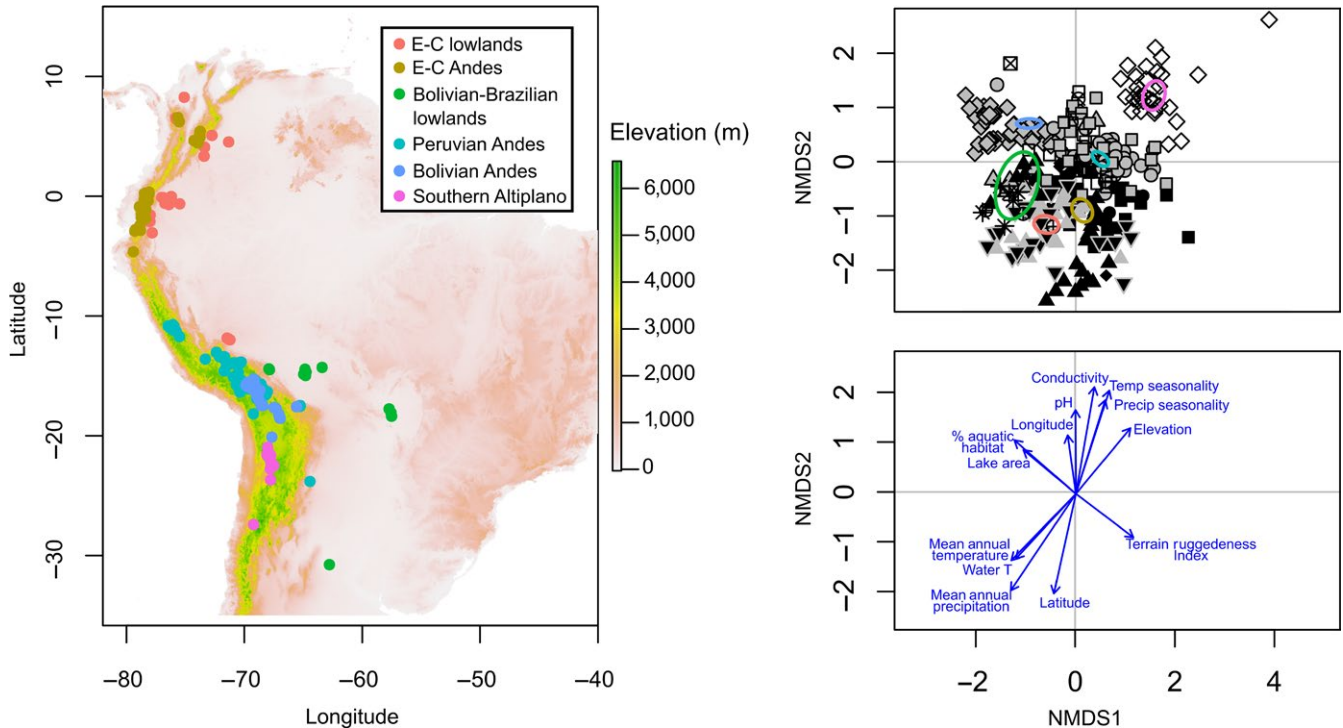 E-C lowlands
E-C Andes
Bolivian-Brazilian
lowlands
Peruvian Andes
Bolivian Andes
Southern Altiplano
Elevation (m)
6,000
5,000
4,000
3,000
2,000
1,000
0
10
0
−10
−20
−30
Latitude
−80
−70
−60
−50
−40
Longitude
2
1
0
−1
−2
NMDS2
Conductivity
Temp seasonality
pH
Precip seasonality
Longitude
Elevation
% aquatic
habitat
Lake area
Mean annual
temperature
Terrain ruggedeness
Index
Water T
Mean annual
precipitation
Latitude
2
1
0
−1
−2
NMDS2
−2
0
2
4
NMDS1